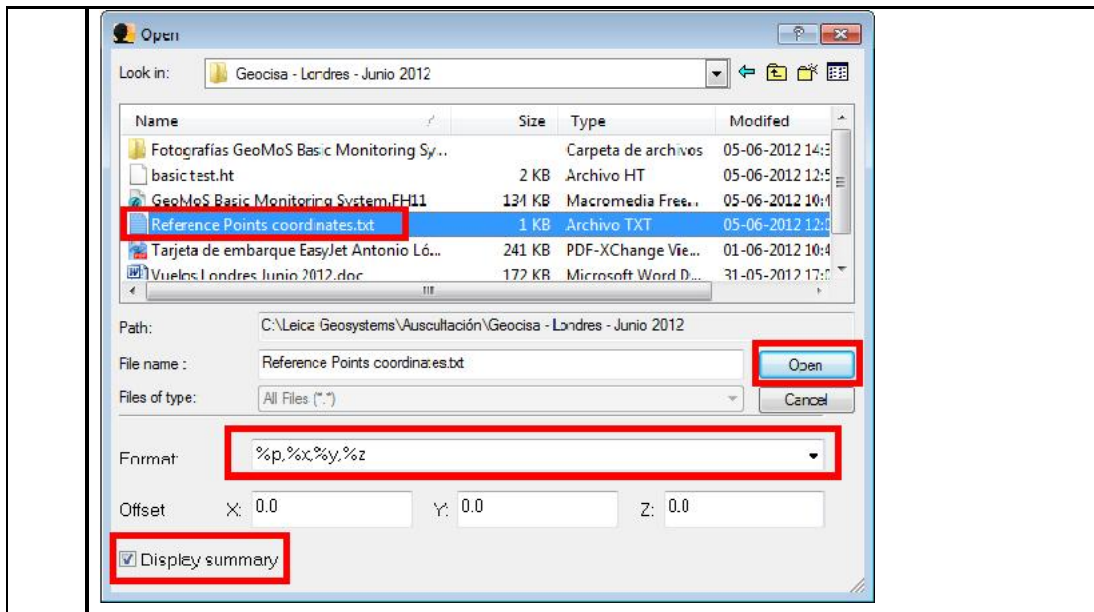 Open
Look in: Geocisa - Londres - Junio 2012
Name Size Type Modifed
Fotografías GeoMoS Basic Monitoring Sy... Carpeta de archivos 05-06-2012 14:3
basic test.ht 2 KB Archivo HT 05-06-2012 12:5
GeoMoS Basic Monitoring System.FH11 134 KB Macromedia Free... 05-06-2012 10:4
Reference Points coordinates.txt 1 KB Archivo TXT 05-06-2012 12:0
Tarjeta de embarque EasyJet Antonio Ló... 241 KB PDF-XChange Vie... 01-06-2012 10:4
Vuelos Londres Junio 2012.doc 172 KB Microsoft Word D... 31-05-2012 17:0
Path: C:\Leica Geosystems\Auscultación\Geocisa - Londres - Junio 2012
File name : Reference Points coordinates.txt Open
Files of type: All Files (*.*) Cancel
Format: %p,%x,%y,%z
Offset X: 0.0 Y: 0.0 Z: 0.0
Display summary